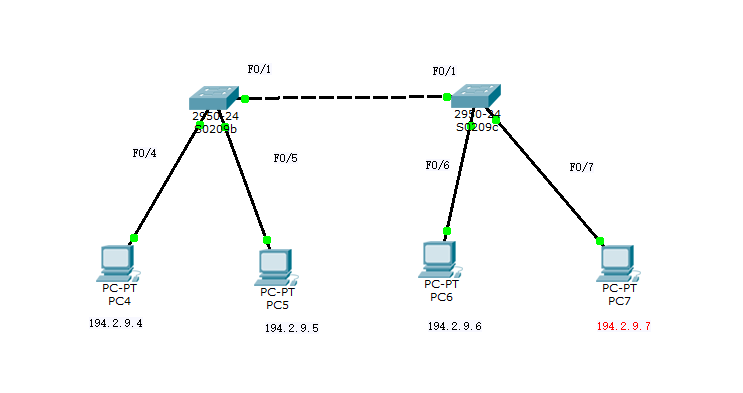 F0/1
F0/1
2950-24
S0209b
2950-24
S0209c
F0/4
F0/5
F0/6
F0/7
PC-PT
PC4
PC-PT
PC5
PC-PT
PC6
PC-PT
PC7
194.2.9.4
194.2.9.5
194.2.9.6
194.2.9.7